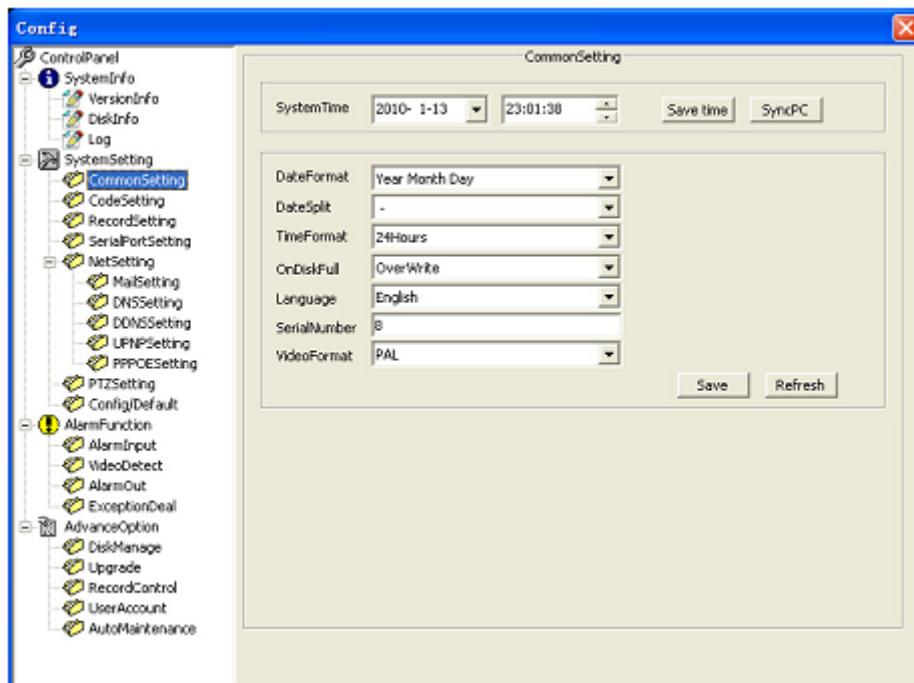 Config
ControlPanel
SystemInfo
VersionInfo
DiskInfo
Log
SystemSetting
CommonSetting
CodeSetting
RecordSetting
SerialPortSetting
NetSetting
MailSetting
DNSSetting
DDNSSetting
UPNPSetting
PPPOESetting
PTZSetting
Config/Default
AlarmFunction
AlarmInput
VideoDetect
AlarmOut
ExceptionDeal
AdvanceOption
DiskManage
Upgrade
RecordControl
UserAccount
AutoMaintenance
CommonSetting
SystemTime 2010- 1-13 23:01:38 Save time SyncPC
DateFormat Year Month Day
DateSplit -
TimeFormat 24Hours
OnDiskFull OverWrite
Language English
SerialNumber 8
VideoFormat PAL
Save Refresh